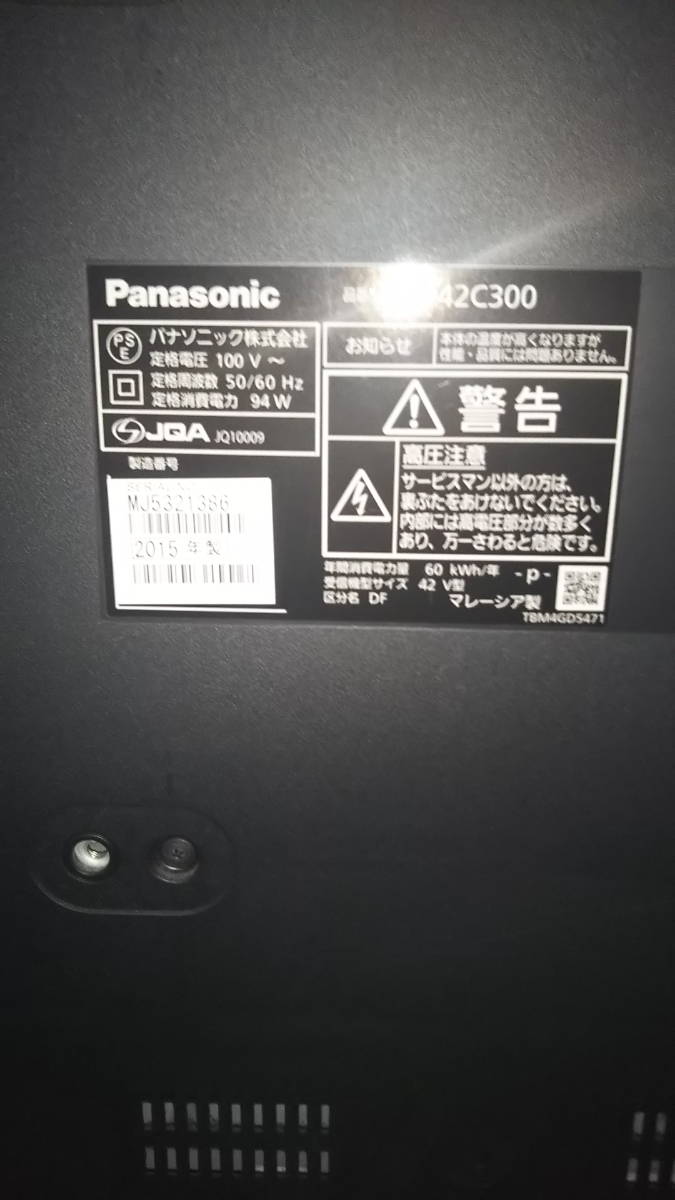 Panasonic
42C300
PS
E
パナソニック株式会社
定格電圧 100 V ～
定格周波数 50/60 Hz
定格消費電力 94 W
JQA JQ10009
製造番号
SERIAL No.
MJ5321386
2015 年製
お知らせ
本体の温度が高くなりますが
性能・品質には問題ありません。
警告
高圧注意
サービスマン以外の方は、
裏ぶたをあけないでください。
内部には高電圧部分が数多く
あり、万一さわると危険です。
年間消費電力量 60 kWh/年
受信機型サイズ 42 V型
区分名 DF
-P-
マレーシア製
TBM4GD5471